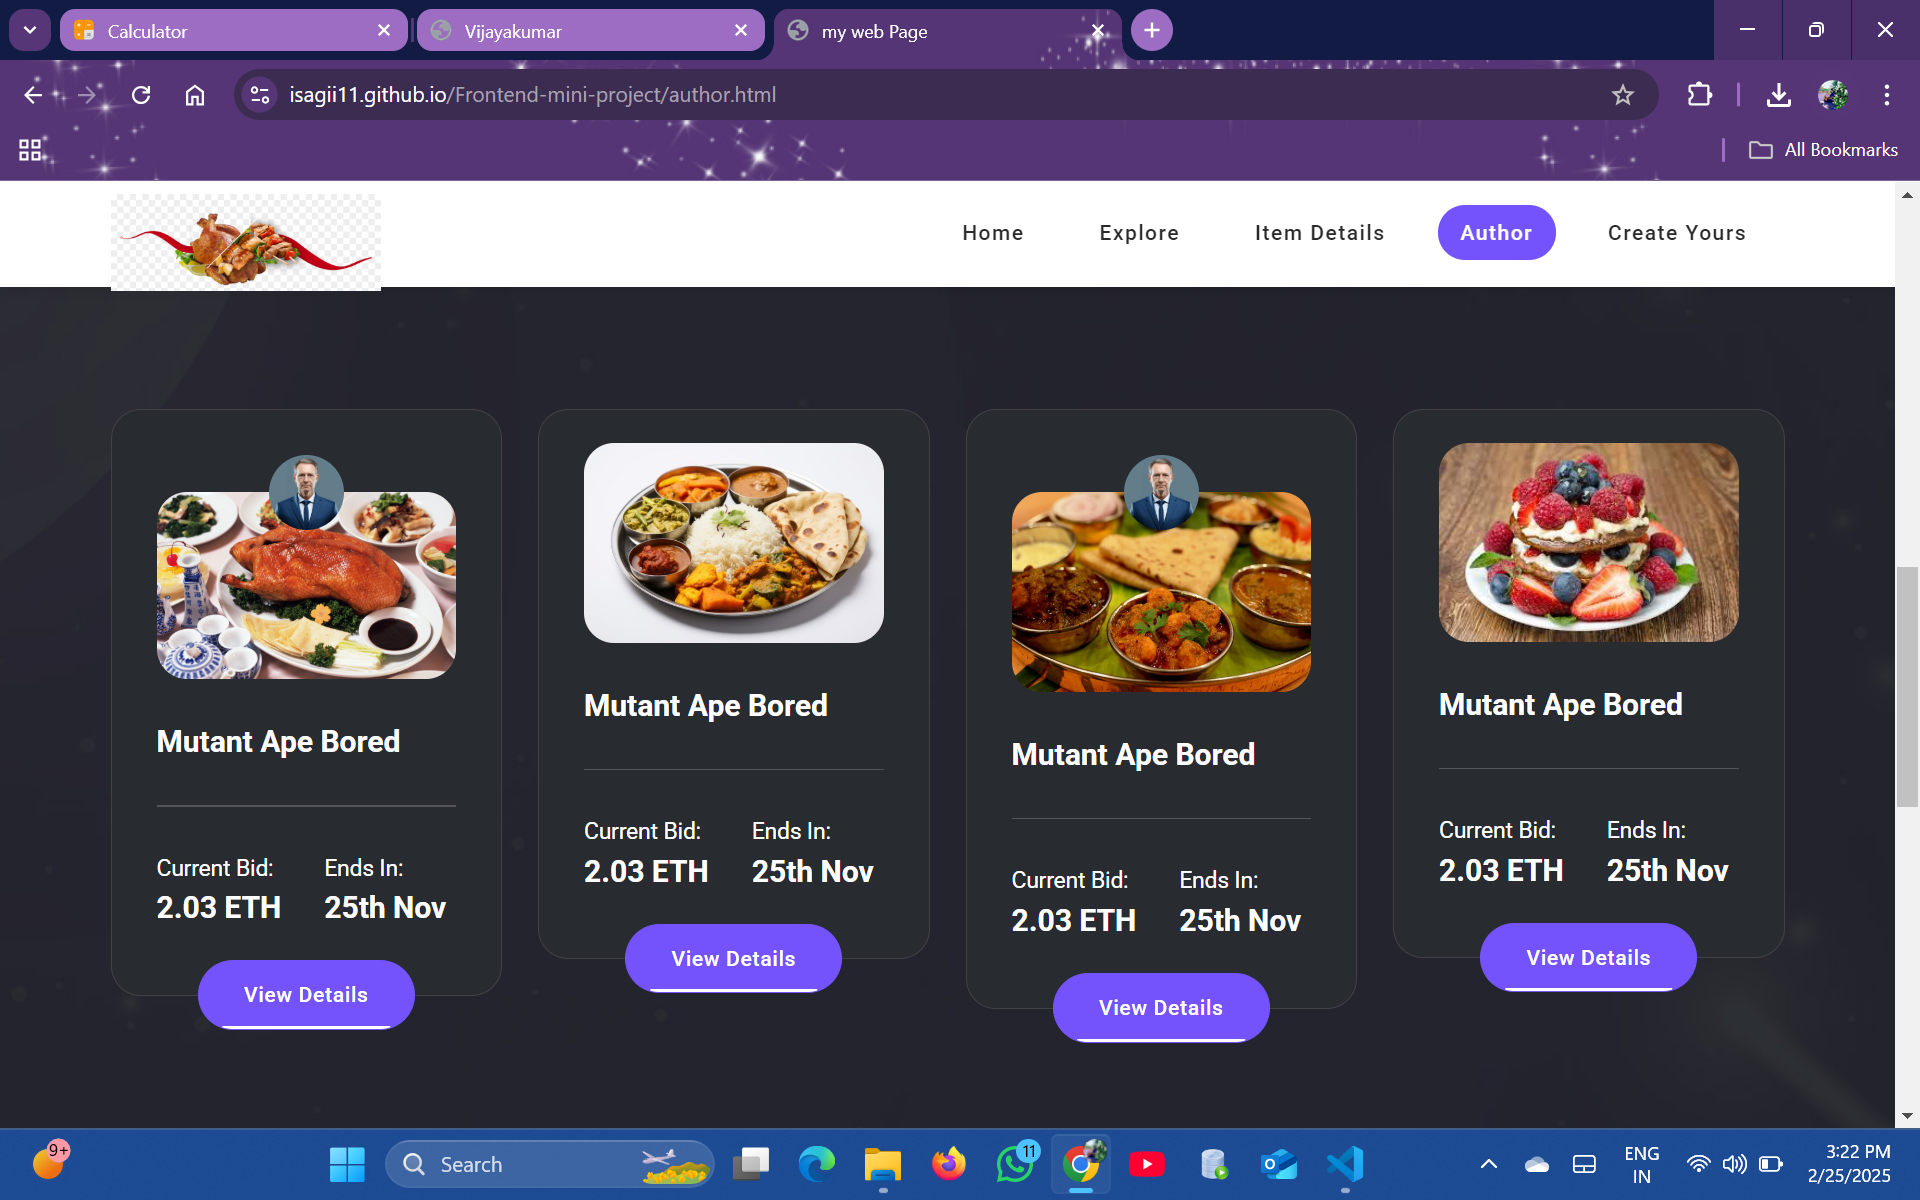 Calculator
Vijayakumar
my web Page
isagii11.github.io/Frontend-mini-project/author.html
All Bookmarks
Home
Explore
Item Details
Author
Create Yours
Mutant Ape Bored
Current Bid:
Ends In:
2.03 ETH
25th Nov
View Details
Mutant Ape Bored
Current Bid:
Ends In:
2.03 ETH
25th Nov
View Details
Mutant Ape Bored
Current Bid:
Ends In:
2.03 ETH
25th Nov
View Details
Mutant Ape Bored
Current Bid:
Ends In:
2.03 ETH
25th Nov
View Details
9+
Search
11
ENG
IN
3:22 PM
2/25/2025